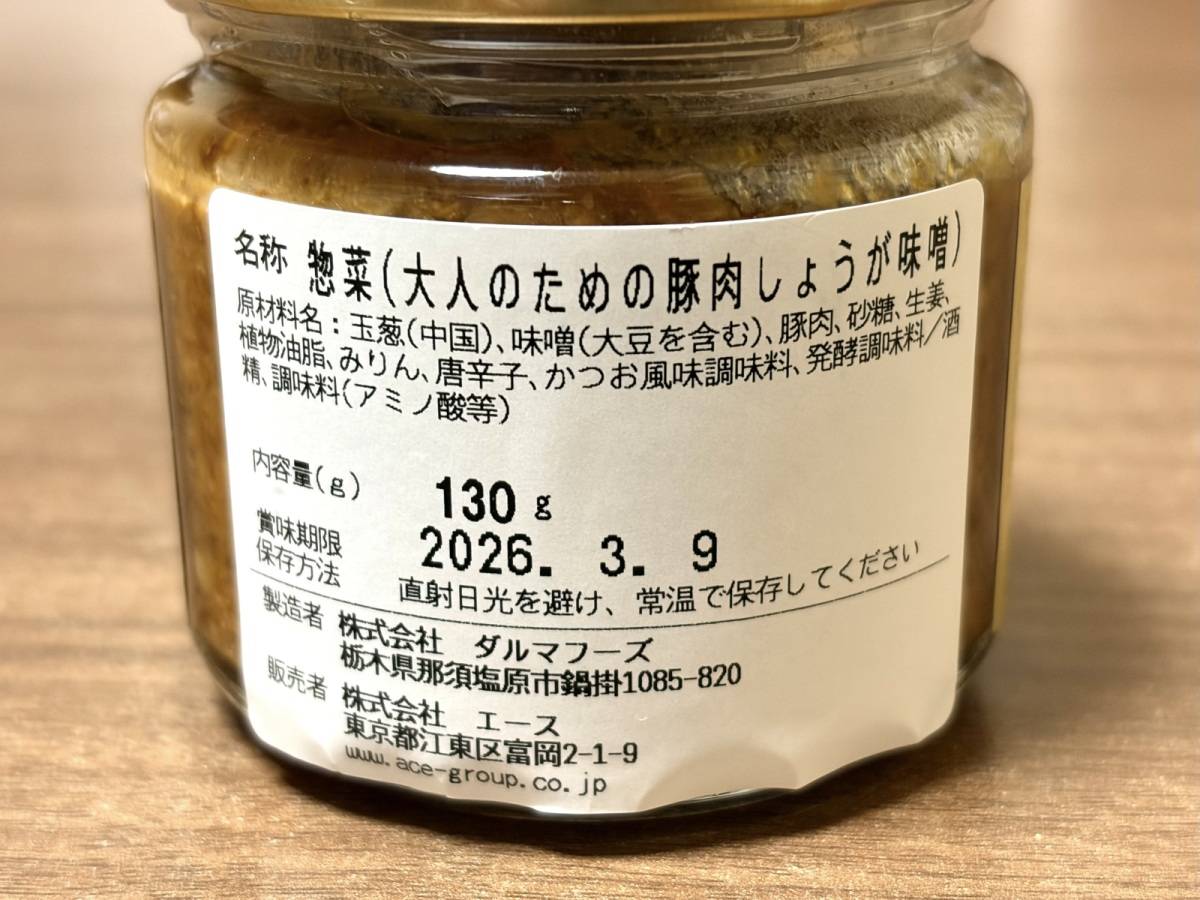 名称 惣菜(大人のための豚肉しょうが味噌)
原材料名：玉葱(中国)、味噌(大豆を含む)、豚肉、砂糖、生姜、
植物油脂、みりん、唐辛子、かつお風味調味料、発酵調味料／酒
精、調味料(アミノ酸等)
内容量(g) 130g
賞味期限 2026. 3. 9
保存方法 直射日光を避け、常温で保存してください
製造者 株式会社 ダルマフーズ
栃木県那須塩原市鍋掛1085-820
販売者 株式会社 エース
東京都江東区富岡2-1-9
www.ace-group.co.jp